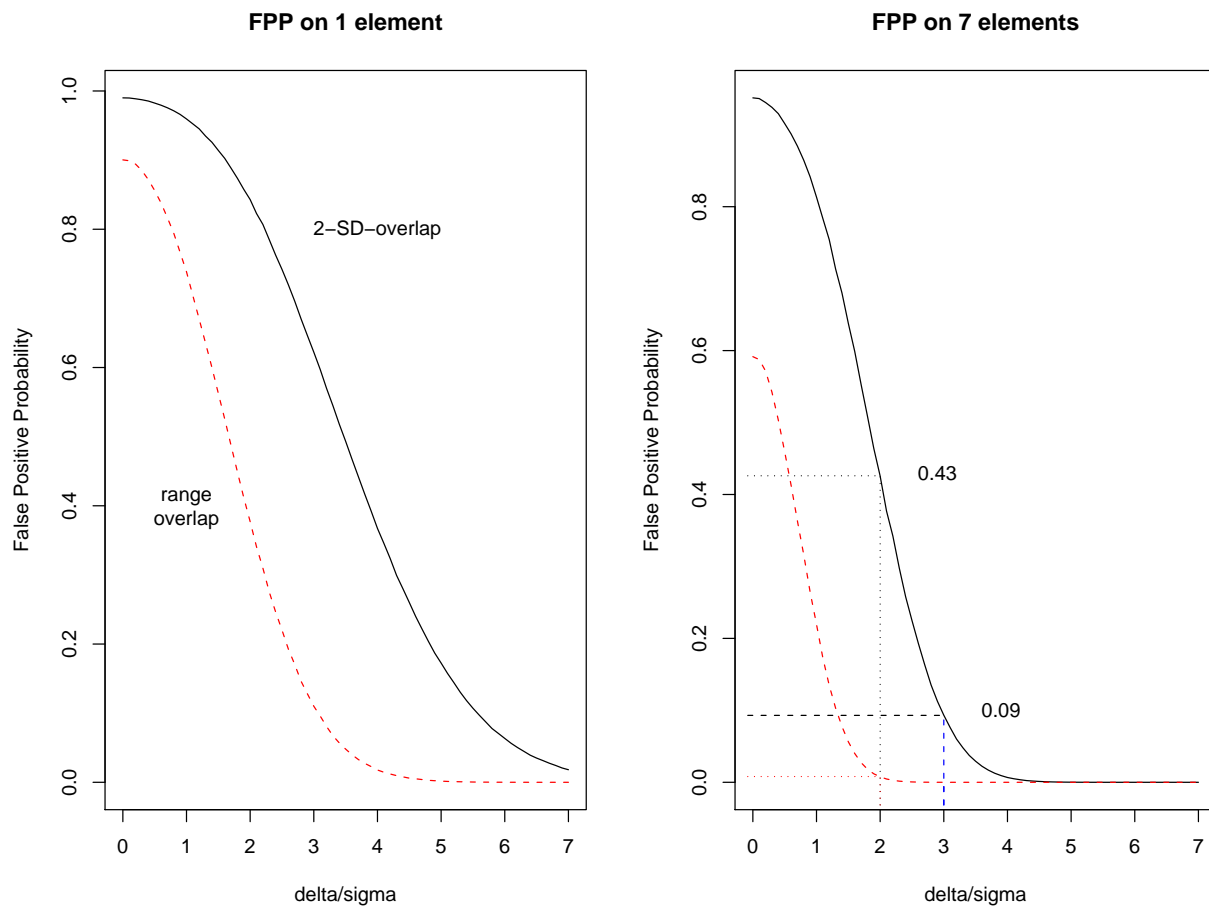 FPP on 1 element
1.0
0.8
0.6
0.4
0.2
0.0
False Positive Probability
2−SD−overlap
range
overlap
0 1 2 3 4 5 6 7
delta/sigma
FPP on 7 elements
0.8
0.6
0.4
0.2
0.0
False Positive Probability
0.43
0.09
0 1 2 3 4 5 6 7
delta/sigma